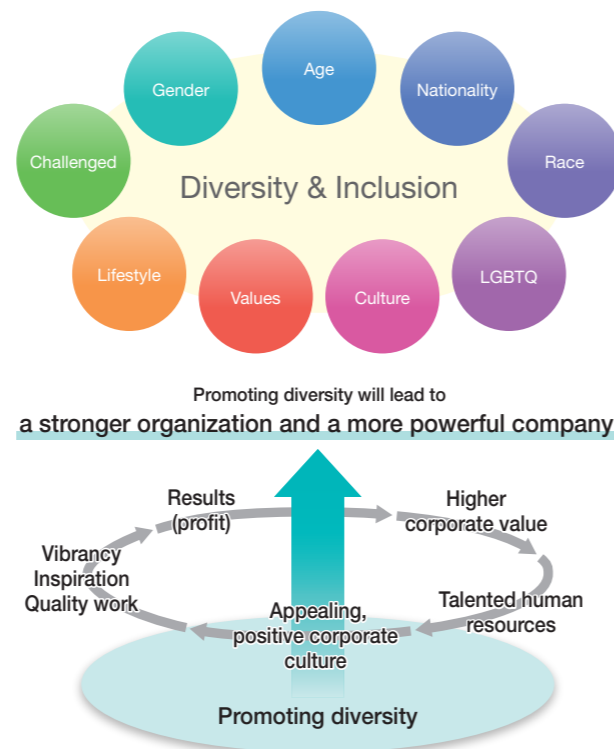 Age
Gender
Nationality
Challenged
Race
Diversity & Inclusion
Lifestyle
LGBTQ
Values
Culture
Promoting diversity will lead to
a stronger organization and a more powerful company
Results
(profit)
Higher
corporate value
Vibrancy
Inspiration
Quality work
Talented human
resources
Appealing,
positive corporate
culture
Promoting diversity